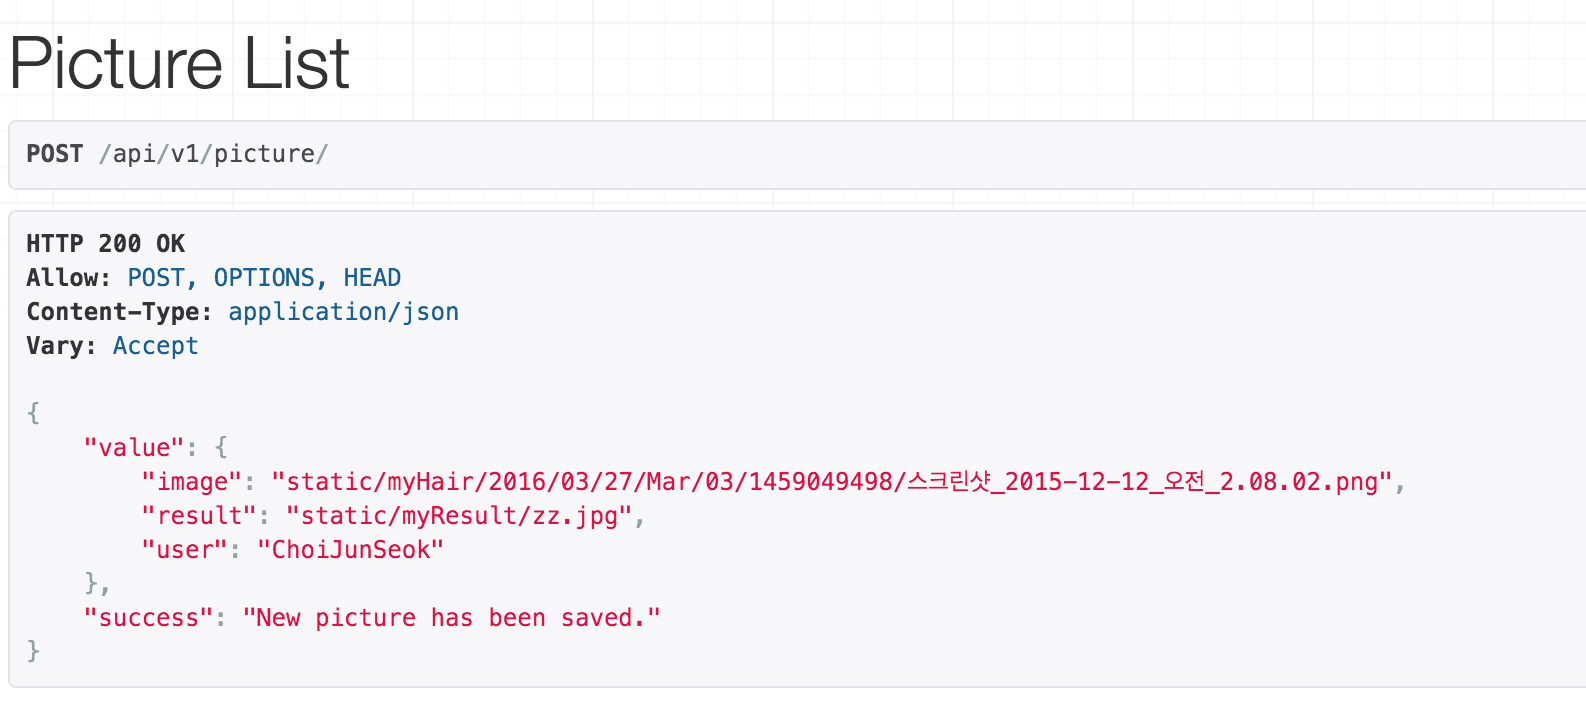 Picture List
POST /api/v1/picture/
HTTP 200 OK
Allow: POST, OPTIONS, HEAD
Content-Type: application/json
Vary: Accept
{
"value": {
"image": "static/myHair/2016/03/27/Mar/03/1459049498/스크린샷_2015-12-12_오전_2.08.02.png",
"result": "static/myResult/zz.jpg",
"user": "ChoiJunSeok"
},
"success": "New picture has been saved."
}